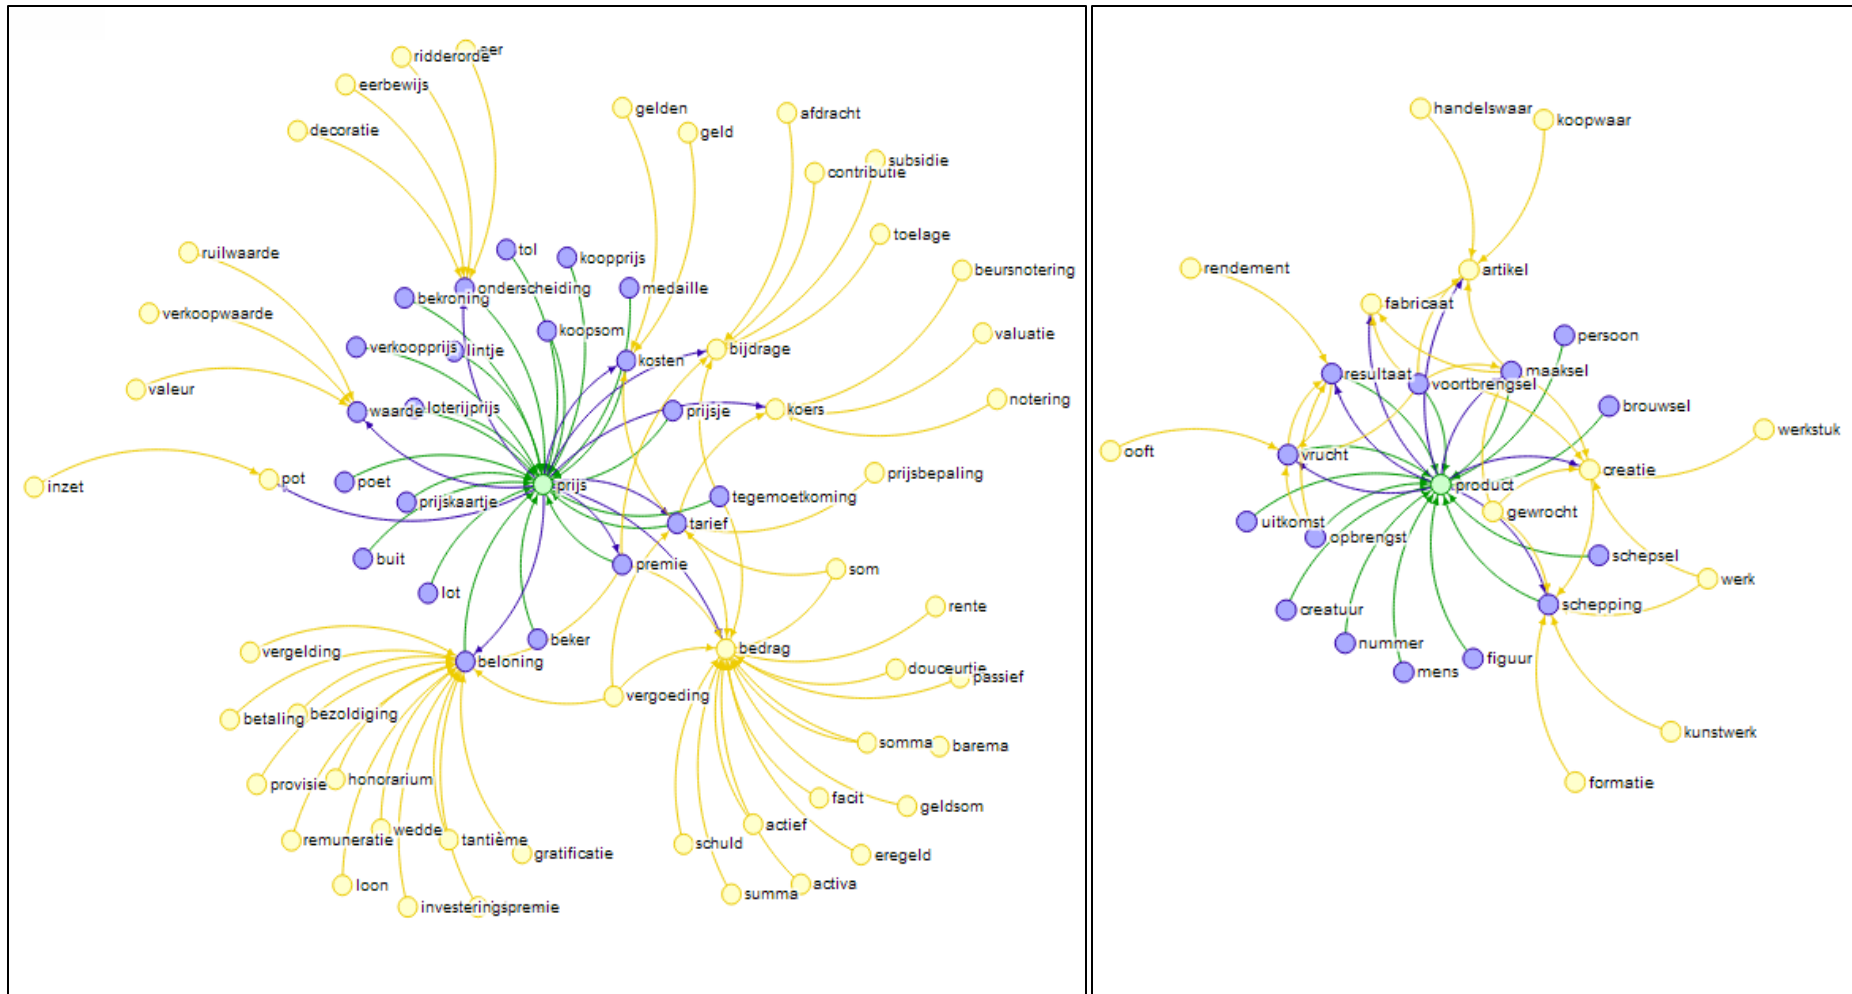 eer
ridderorde
eerbewijs
decoratie
gelden
geld
afdracht
subsidie
contributie
toelage
beursnotering
valuatie
notering
ruilwaarde
verkoopwaarde
valeur
tol
koopprijs
onderscheiding
medaille
bekroning
koopsom
verkoopprijs
lintje
kosten
bijdrage
waarde
loterijprijs
prijsje
koers
inzet
pot
poet
prijs
prijskaartje
tegemoetkoming
tarief
prijsbepaling
buit
premie
som
lot
rente
beker
vergelding
beloning
bedrag
douceurtje
passief
vergoeding
betaling
bezoldiging
somma
barema
provisie
honorarium
facit
geldsom
remuneratie
wedde
tantième
gratificatie
schuld
actief
eregeld
loon
investeringspremie
summa
activa
handelswaar
koopwaar
rendement
artikel
fabricaat
persoon
resultaat
voortbrengsel
maaksel
brouwsel
werkstuk
ooft
vrucht
creatie
product
gewrocht
uitkomst
opbrengst
schepsel
werk
creatuur
schepping
nummer
mens
figuur
kunstwerk
formatie